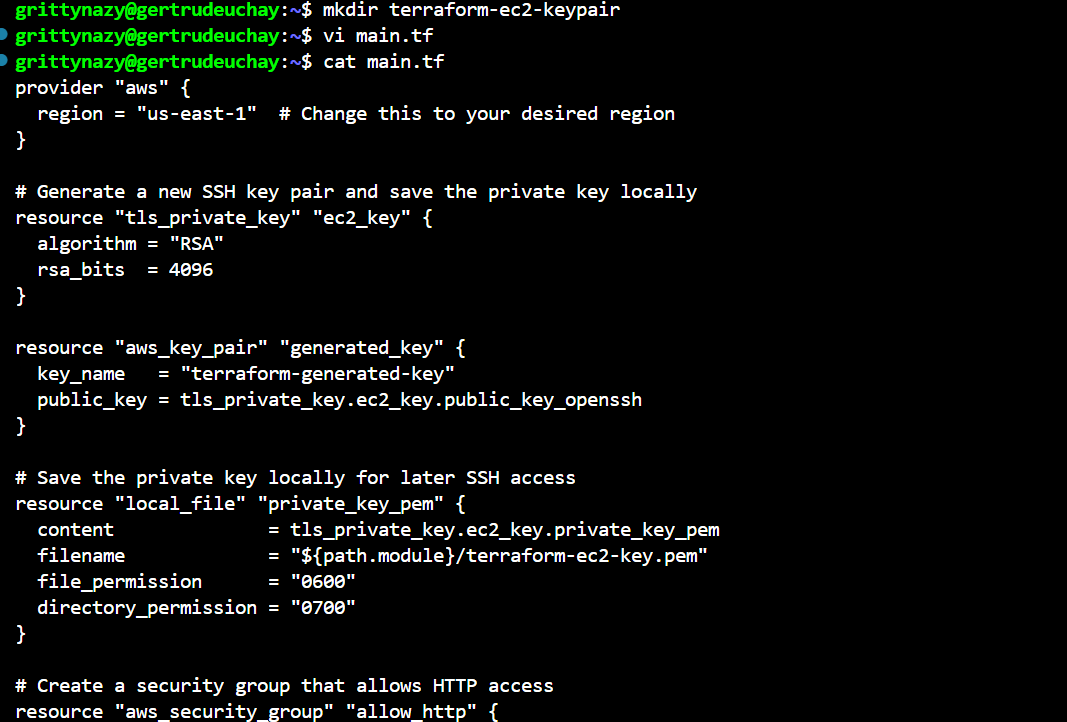 grittynazy@gertrudeuchay:~$ mkdir terraform-ec2-keypair
grittynazy@gertrudeuchay:~$ vi main.tf
grittynazy@gertrudeuchay:~$ cat main.tf
provider "aws" {
  region = "us-east-1"  # Change this to your desired region
}

# Generate a new SSH key pair and save the private key locally
resource "tls_private_key" "ec2_key" {
  algorithm = "RSA"
  rsa_bits  = 4096
}

resource "aws_key_pair" "generated_key" {
  key_name   = "terraform-generated-key"
  public_key = tls_private_key.ec2_key.public_key_openssh
}

# Save the private key locally for later SSH access
resource "local_file" "private_key_pem" {
  content              = tls_private_key.ec2_key.private_key_pem
  filename             = "${path.module}/terraform-ec2-key.pem"
  file_permission      = "0600"
  directory_permission = "0700"
}

# Create a security group that allows HTTP access
resource "aws_security_group" "allow_http" {